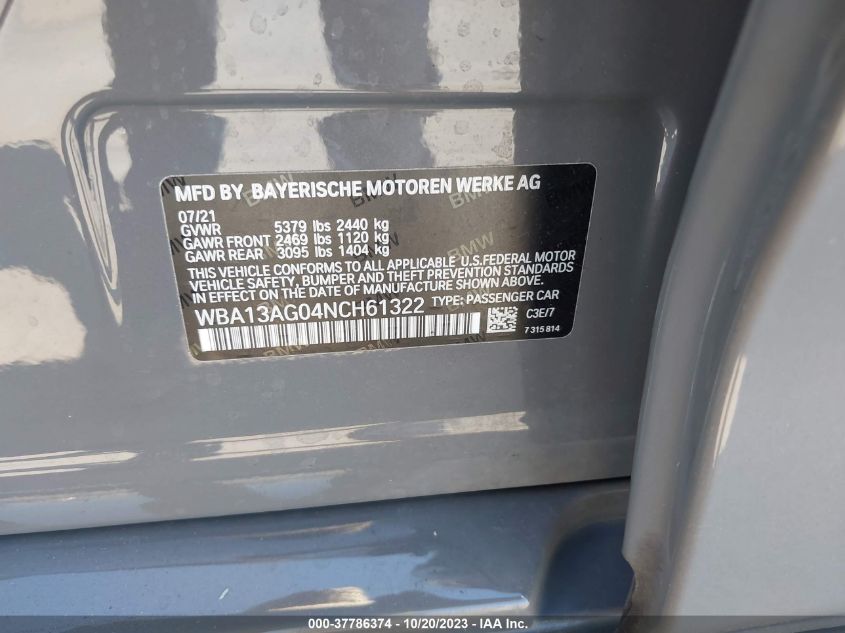 MFD BY BAYERISCHE MOTOREN WERKE AG
07/21
GVWR 5379 lbs 2440 kg
GAWR FRONT 2469 lbs 1120 kg
GAWR REAR 3095 lbs 1404 kg
THIS VEHICLE CONFORMS TO ALL APPLICABLE U.S. FEDERAL MOTOR
VEHICLE SAFETY, BUMPER AND THEFT PREVENTION STANDARDS
IN EFFECT ON THE DATE OF MANUFACTURE SHOWN ABOVE.
WBA13AG04NCH61322 TYPE: PASSENGER CAR
C3E/7
7 315 814
000-37786374 | 10/20/2023 - IAA Inc.